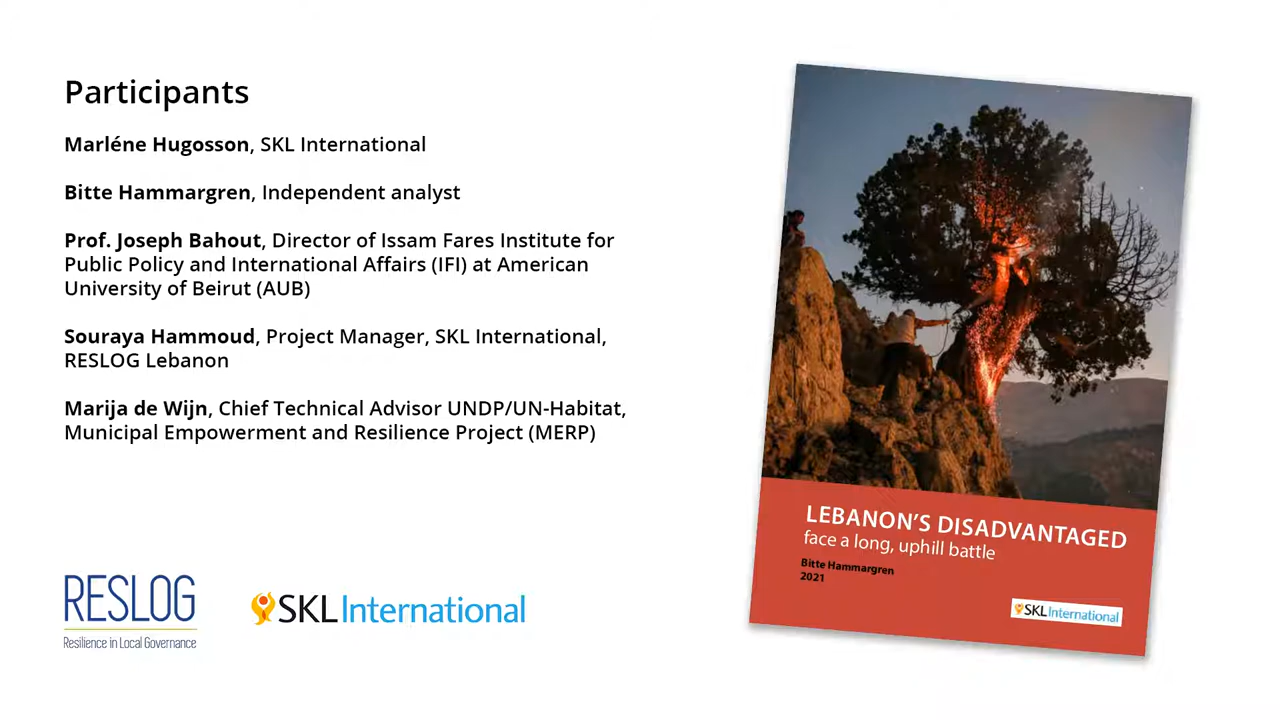 Participants
Marléne Hugosson, SKL International
Bitte Hammargren, Independent analyst
Prof. Joseph Bahout, Director of Issam Fares Institute for
Public Policy and International Affairs (IFI) at American
University of Beirut (AUB)
Souraya Hammoud, Project Manager, SKL International,
RESLOG Lebanon
Marija de Wijn, Chief Technical Advisor UNDP/UN-Habitat,
Municipal Empowerment and Resilience Project (MERP)
RESLOG
Resilience in Local Governance
SKL International
LEBANON'S DISADVANTAGED
face a long, uphill battle
Bitte Hammargren
2021
SKL International